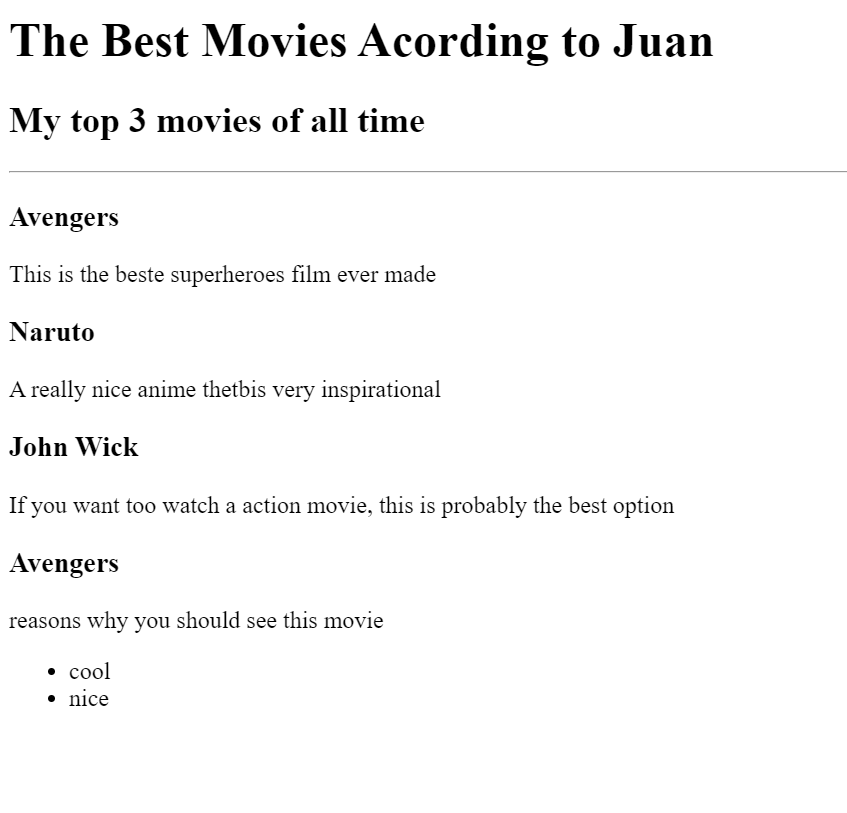 The Best Movies Acording to Juan
My top 3 movies of all time
Avengers
This is the beste superheroes film ever made
Naruto
A really nice anime thetbis very inspirational
John Wick
If you want too watch a action movie, this is probably the best option
Avengers
reasons why you should see this movie
• cool
• nice